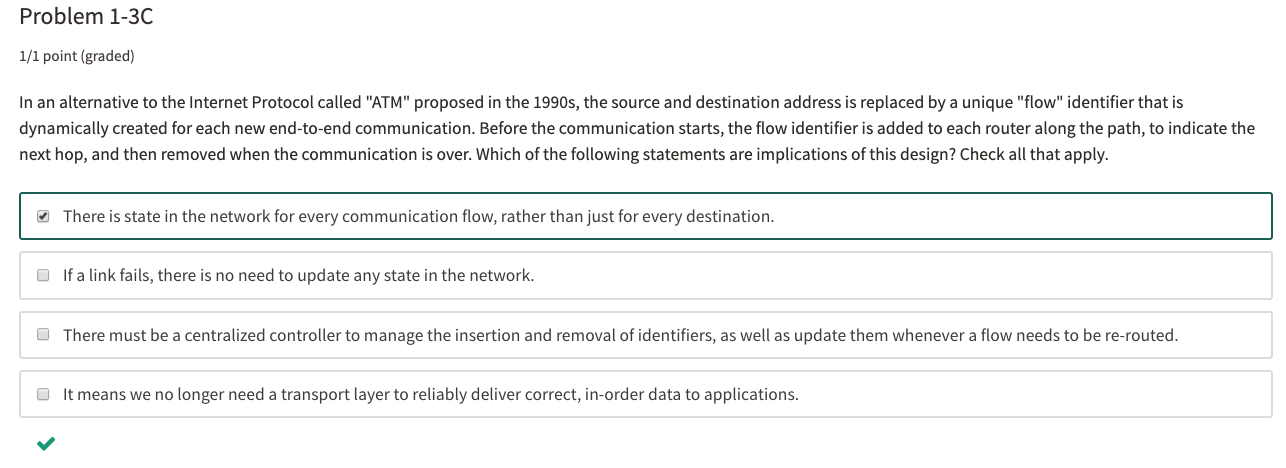 Problem 1-3C
1/1 point (graded)
In an alternative to the Internet Protocol called "ATM" proposed in the 1990s, the source and destination address is replaced by a unique "flow" identifier that is
dynamically created for each new end-to-end communication. Before the communication starts, the flow identifier is added to each router along the path, to indicate the
next hop, and then removed when the communication is over. Which of the following statements are implications of this design? Check all that apply.
There is state in the network for every communication flow, rather than just for every destination.
If a link fails, there is no need to update any state in the network.
There must be a centralized controller to manage the insertion and removal of identifiers, as well as update them whenever a flow needs to be re-routed.
It means we no longer need a transport layer to reliably deliver correct, in-order data to applications.